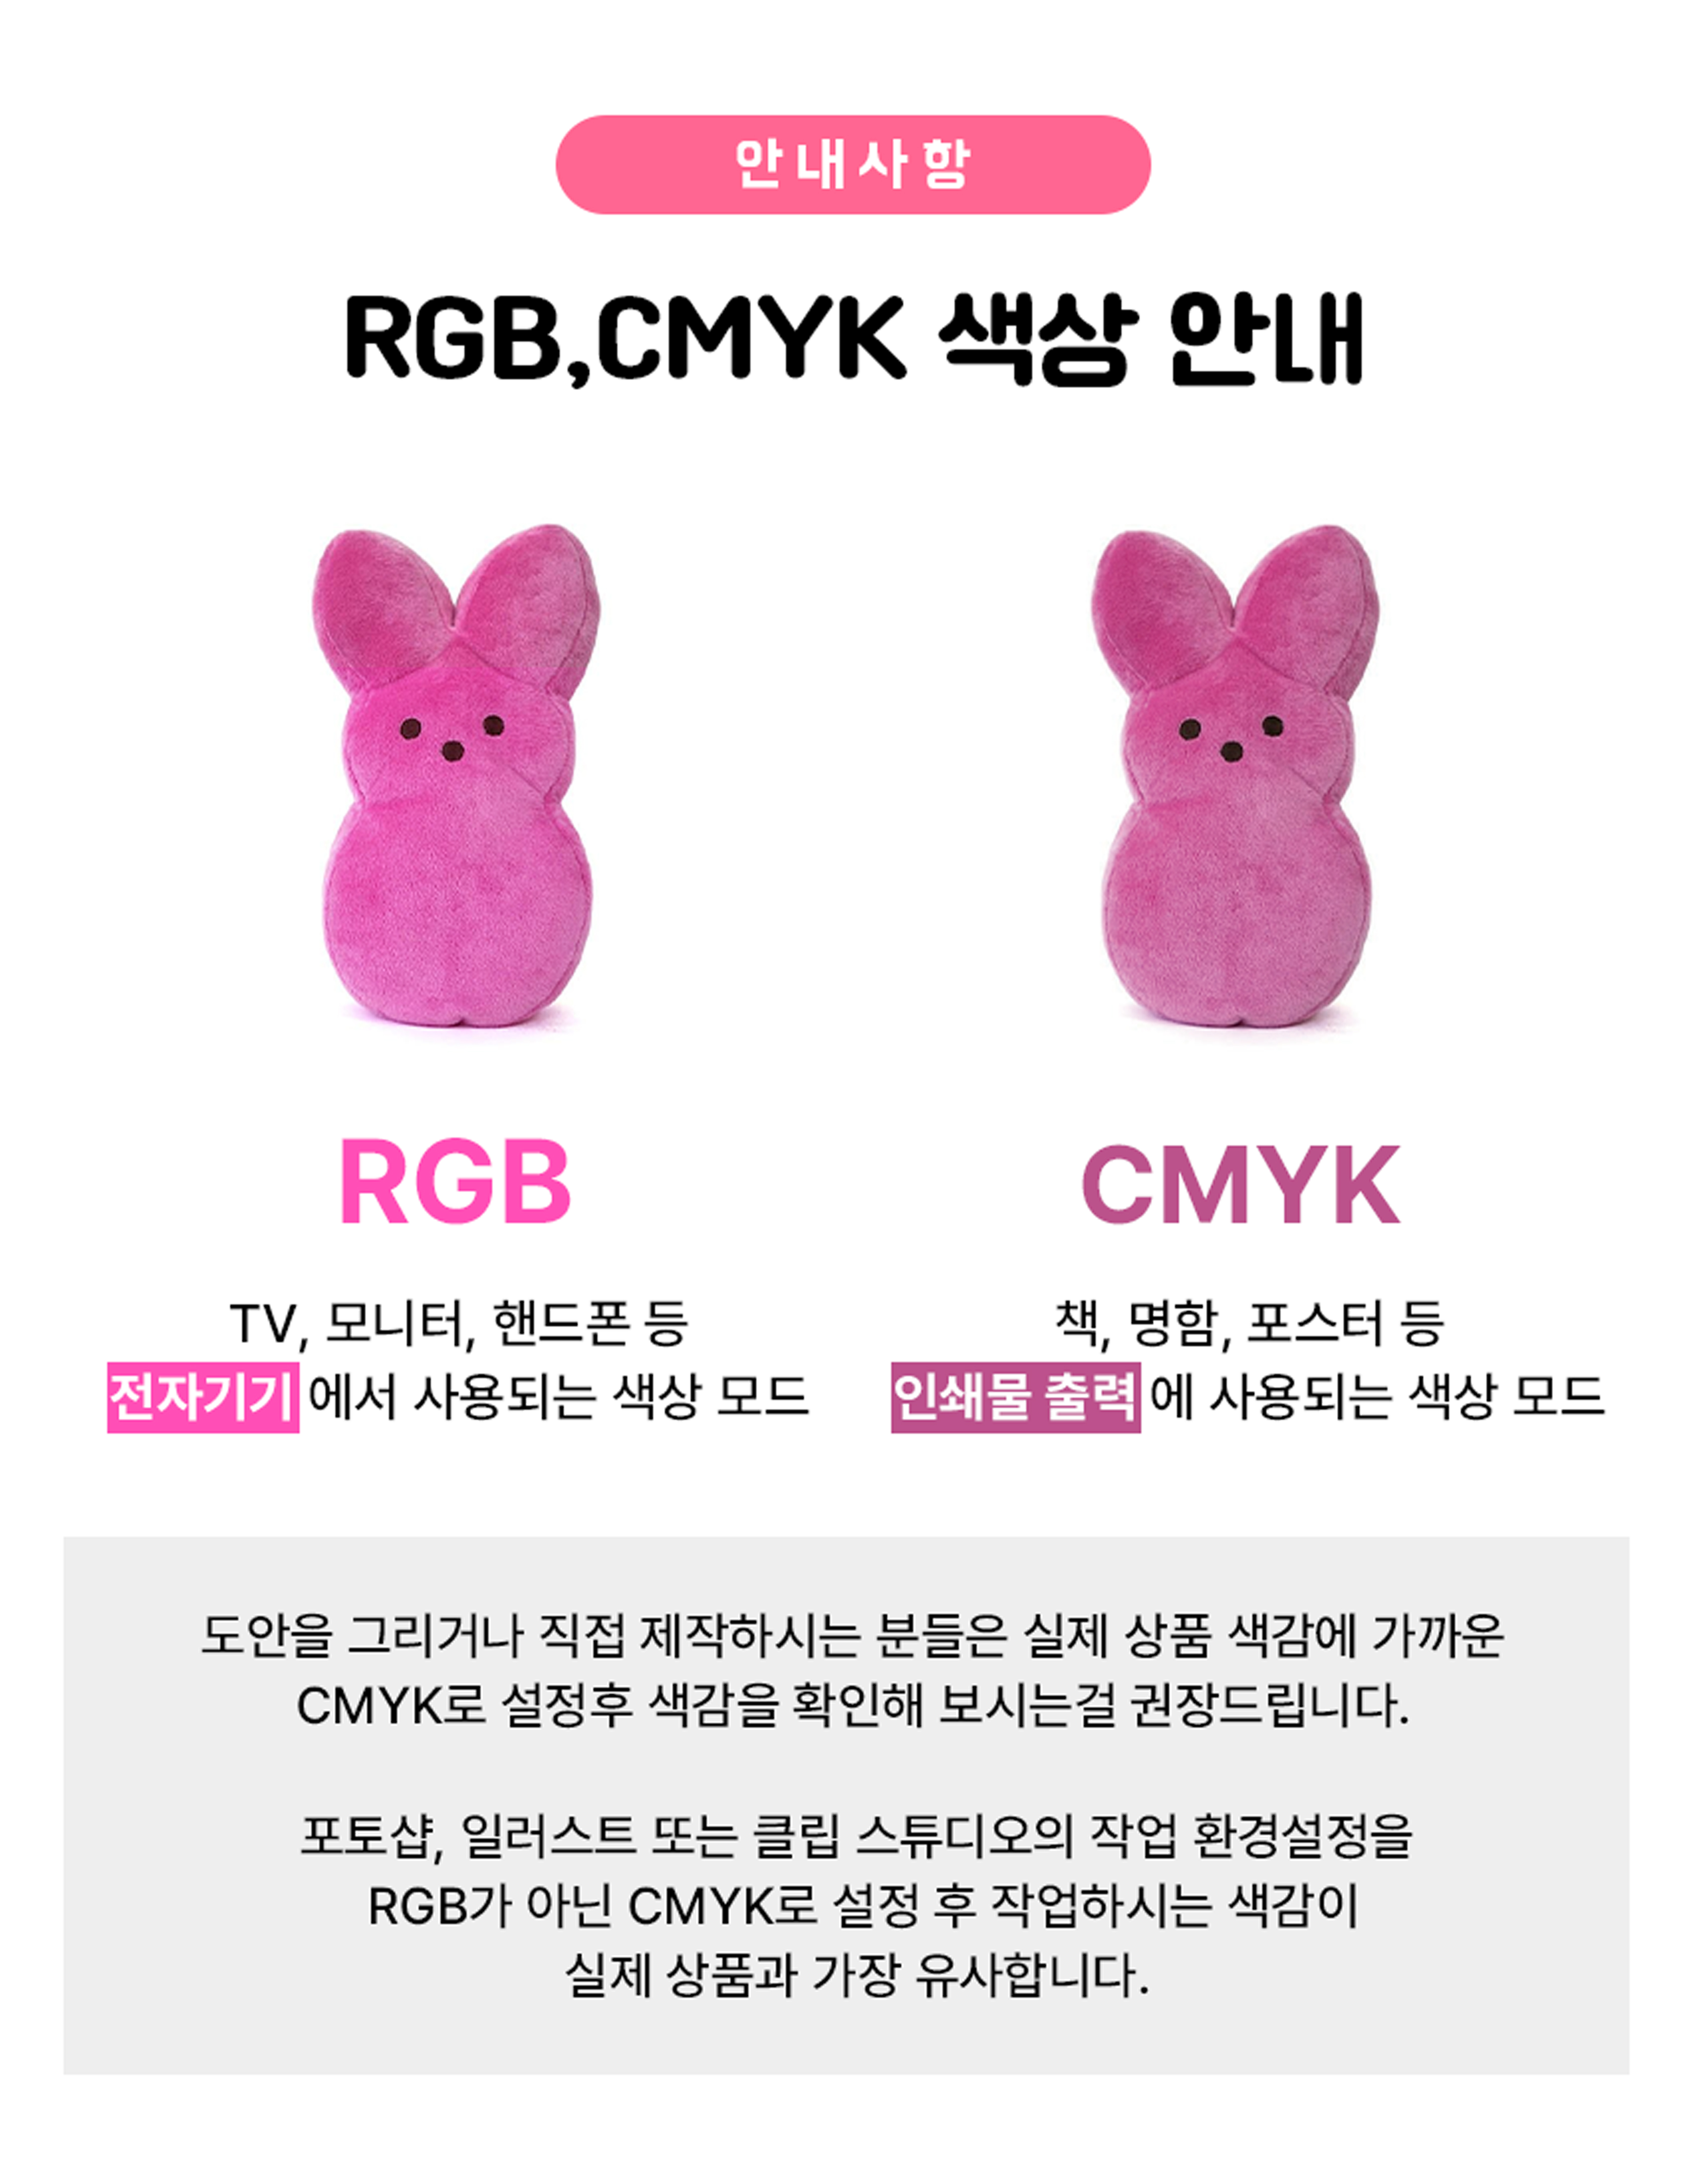 안내사항
RGB,CMYK 색상 안내
RGB
TV, 모니터, 핸드폰 등
전자기기 에서 사용되는 색상 모드
CMYK
책, 명함, 포스터 등
인쇄물 출력 에 사용되는 색상 모드
도안을 그리거나 직접 제작하시는 분들은 실제 상품 색감에 가까운
CMYK로 설정후 색감을 확인해 보시는걸 권장드립니다.
포토샵, 일러스트 또는 클립 스튜디오의 작업 환경설정을
RGB가 아닌 CMYK로 설정 후 작업하시는 색감이
실제 상품과 가장 유사합니다.